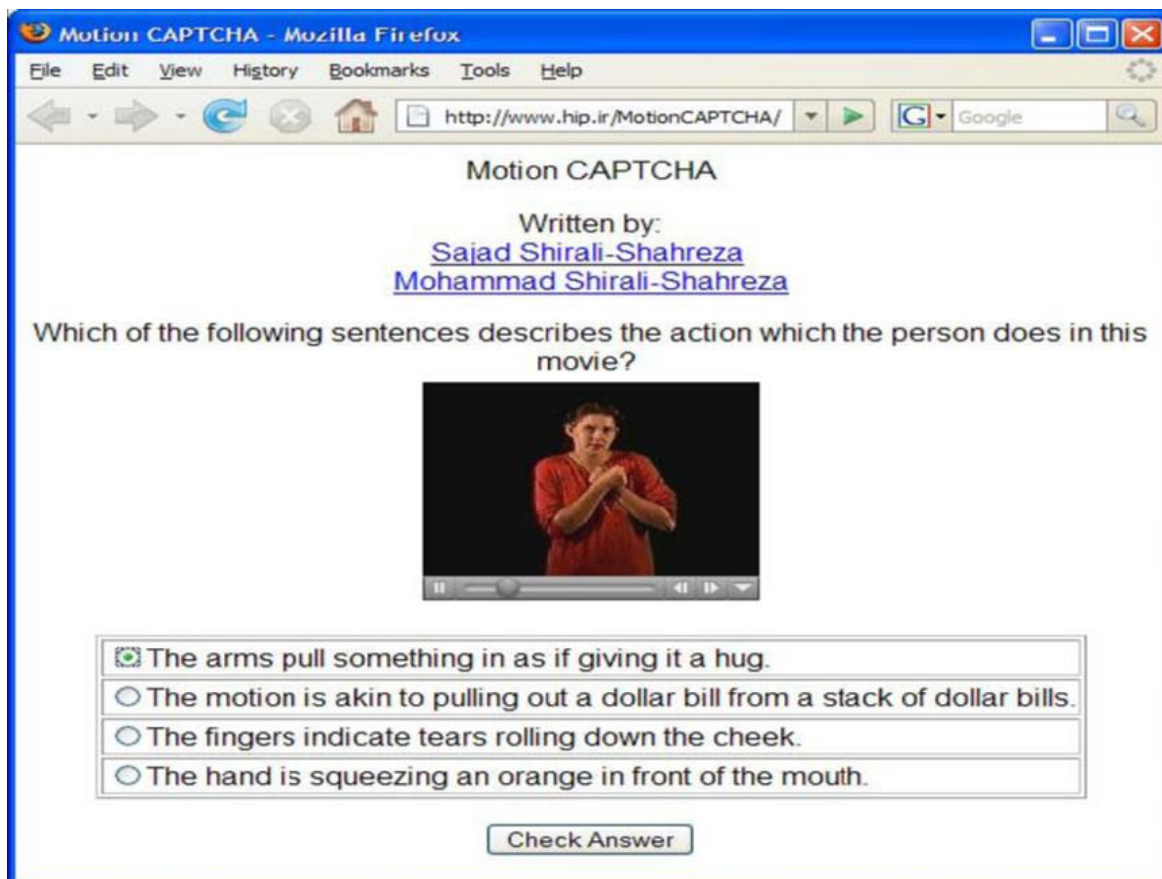 Motion CAPTCHA - Mozilla Firefox
File Edit View History Bookmarks Tools Help
http://www.hip.ir/MotionCAPTCHA/ G Google
Motion CAPTCHA
Written by:
Sajad Shirali-Shahreza
Mohammad Shirali-Shahreza
Which of the following sentences describes the action which the person does in this
movie?
The arms pull something in as if giving it a hug.
The motion is akin to pulling out a dollar bill from a stack of dollar bills.
The fingers indicate tears rolling down the cheek.
The hand is squeezing an orange in front of the mouth.
Check Answer